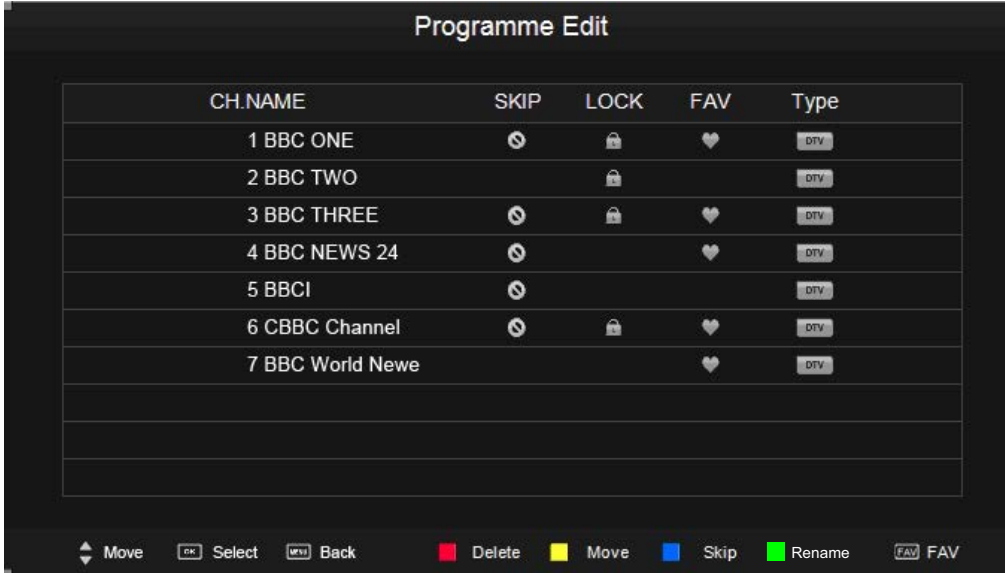 Programme Edit
CH.NAME SKIP LOCK FAV Type
1 BBC ONE DTV
2 BBC TWO DTV
3 BBC THREE DTV
4 BBC NEWS 24 DTV
5 BBCI DTV
6 CBBC Channel DTV
7 BBC World Newe DTV
Move OK Select MENU Back Delete Move Skip Rename FAV FAV